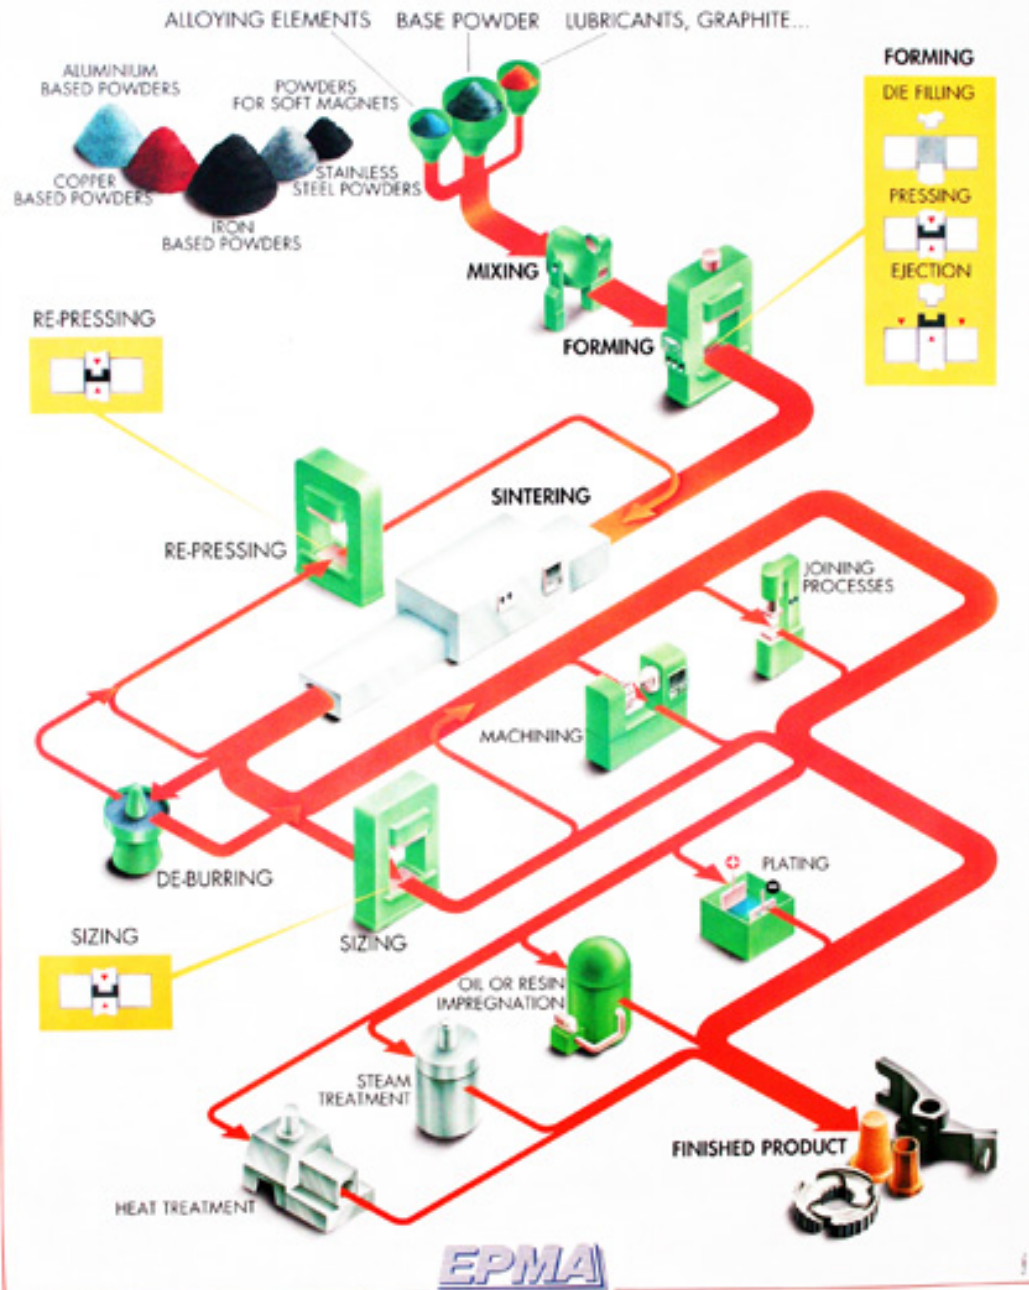 ALLOYING ELEMENTS
BASE POWDER
LUBRICANTS, GRAPHITE...
ALUMINIUM
BASED POWDERS
POWDERS
FOR SOFT MAGNETS
COPPER
BASED POWDERS
STAINLESS
STEEL POWDERS
IRON
BASED POWDERS
FORMING
DIE FILLING
PRESSING
EJECTION
MIXING
FORMING
RE-PRESSING
SINTERING
RE-PRESSING
JOINING
PROCESSES
MACHINING
DE-BURRING
SIZING
SIZING
PLATING
OIL OR RESIN
IMPREGNATION
STEAM
TREATMENT
HEAT TREATMENT
FINISHED PRODUCT
EPMA